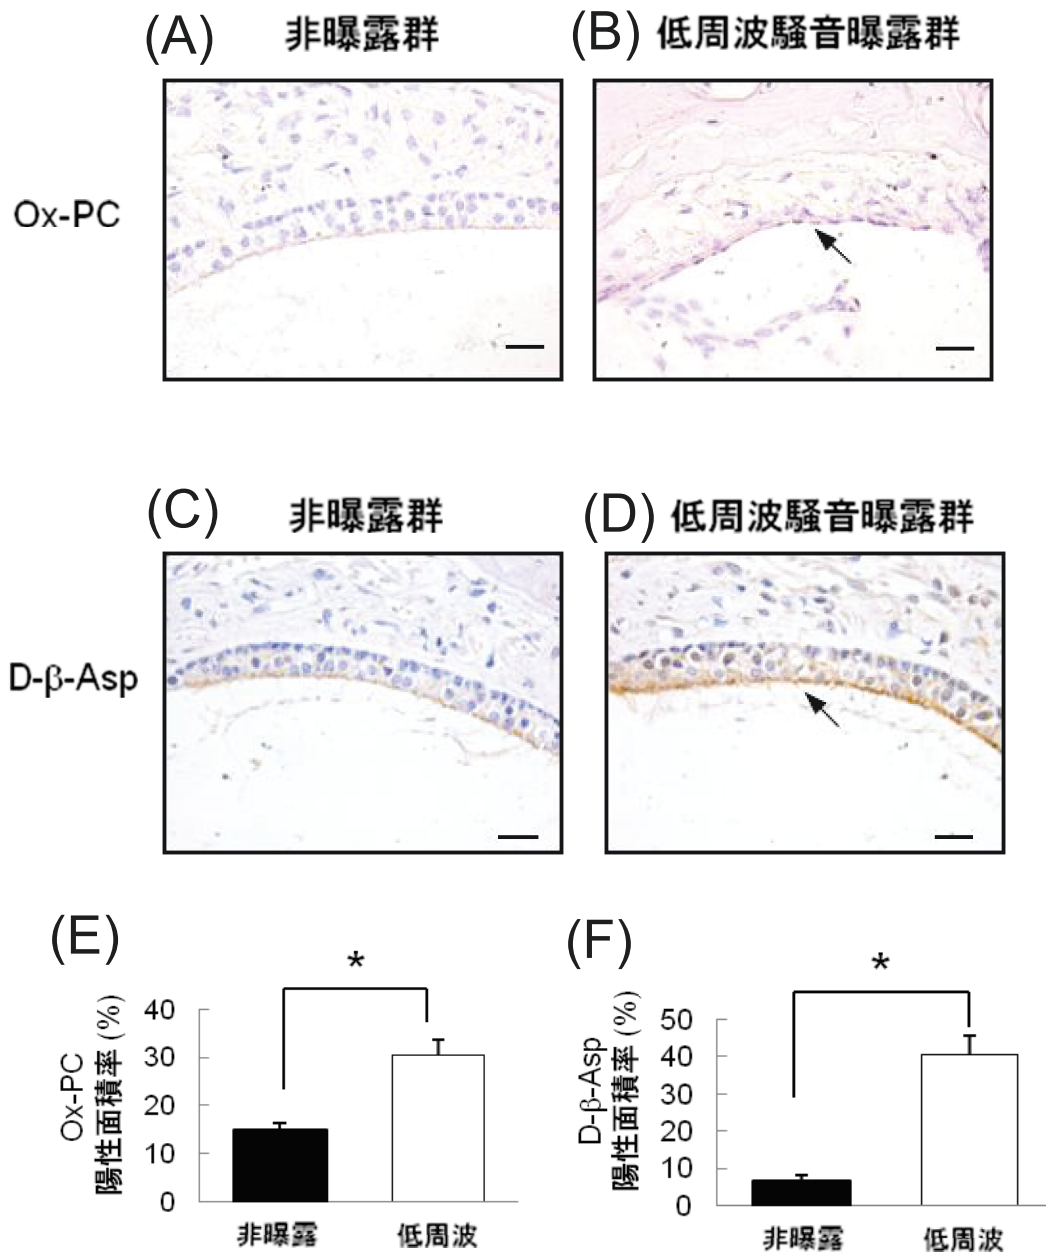 (A) 非曝露群
(B) 低周波騒音曝露群
Ox-PC
(C) 非曝露群
(D) 低周波騒音曝露群
D-β-Asp
(E)
*
Ox-PC
陽性面積率 (%)
40
30
20
10
0
非曝露
低周波
(F)
*
D-β-Asp
陽性面積率 (%)
50
40
30
20
10
0
非曝露
低周波